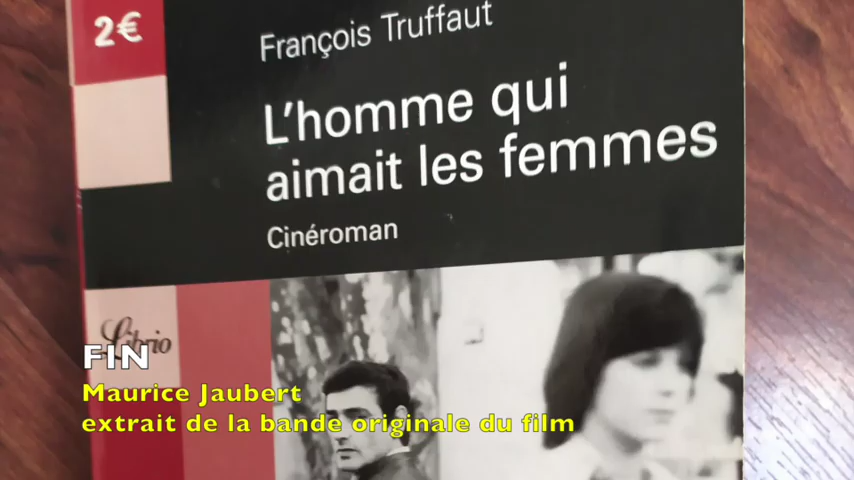 2€
François Truffaut
L'homme qui
aimait les femmes
Cinéroman
Librio
FIN
Maurice Jaubert
extrait de la bande originale du film